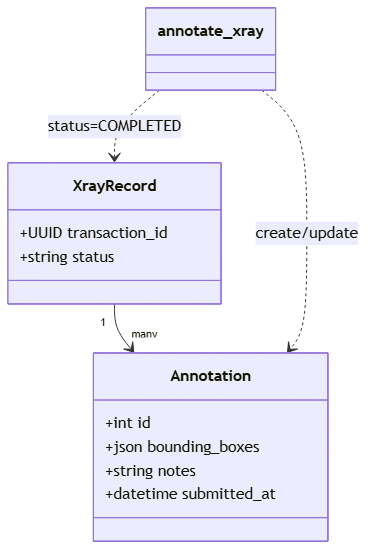 annotate_xray
status=COMPLETED
XrayRecord
+UUID transaction_id
+string status
create/update
1
many
Annotation
+int id
+json bounding_boxes
+string notes
+datetime submitted_at